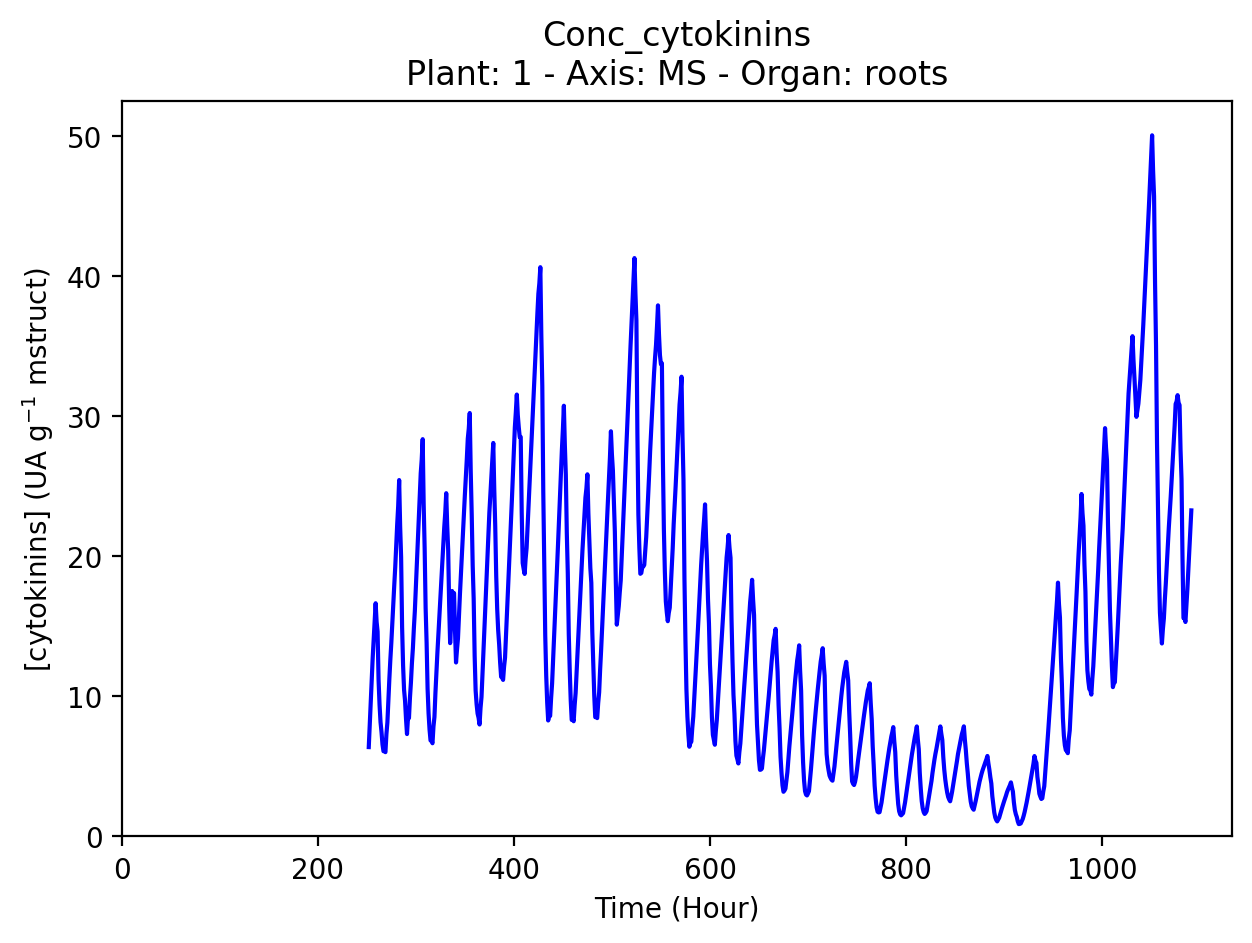 Conc_cytokinins
Plant: 1 - Axis: MS - Organ: roots
[cytokinins] (UA g⁻¹ mstruct)
50
40
30
20
10
0
0 200 400 600 800 1000
Time (Hour)